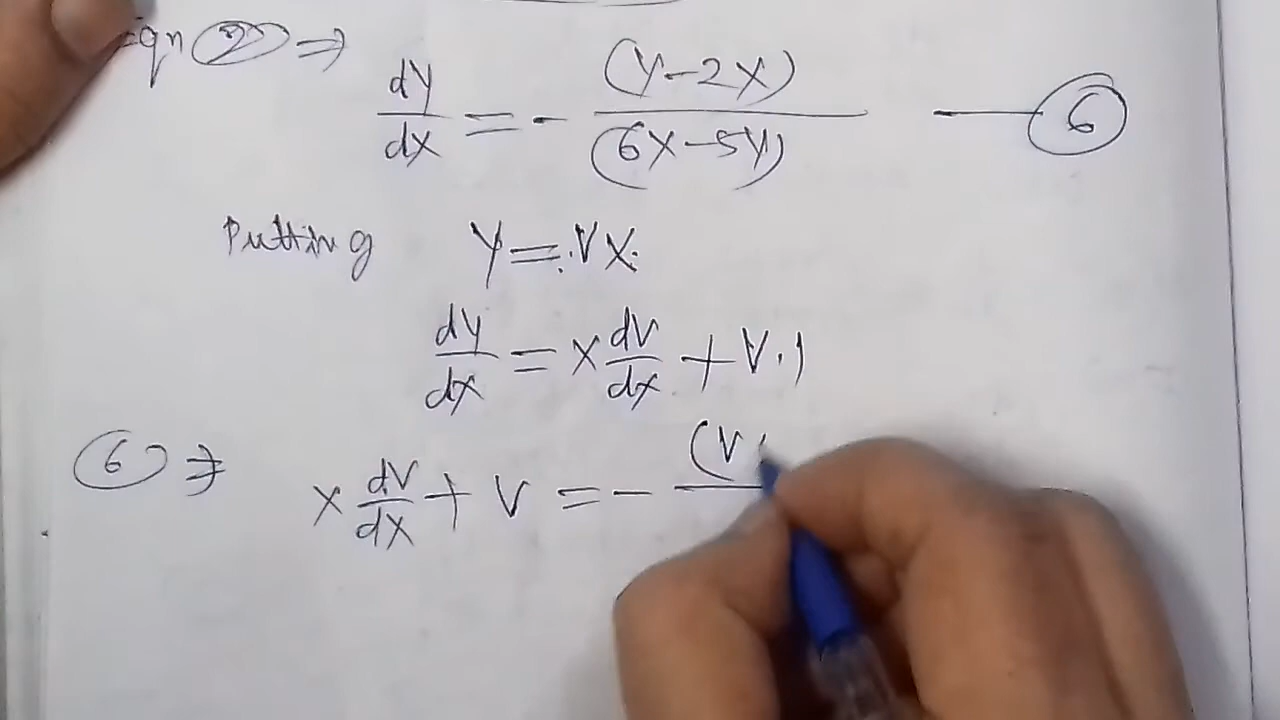 eqn (2) ⇒ dy/dx = - (y-2x)/(6x-5y) — (6)
Putting y = vx.
dy/dx = x dv/dx + v.1
(6) ⇒ x dv/dx + v = - (v